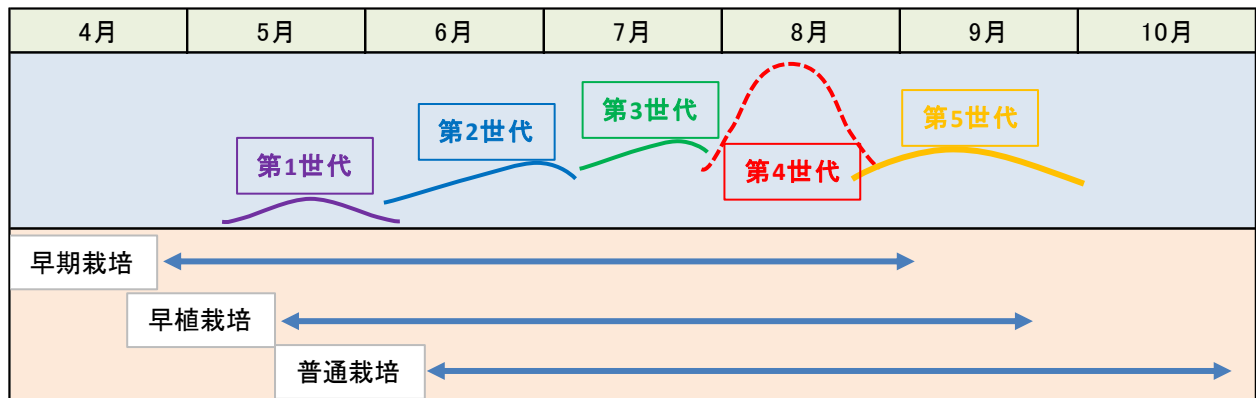 4月 5月 6月 7月 8月 9月 10月
第1世代
第2世代
第3世代
第4世代
第5世代
早期栽培
早植栽培
普通栽培